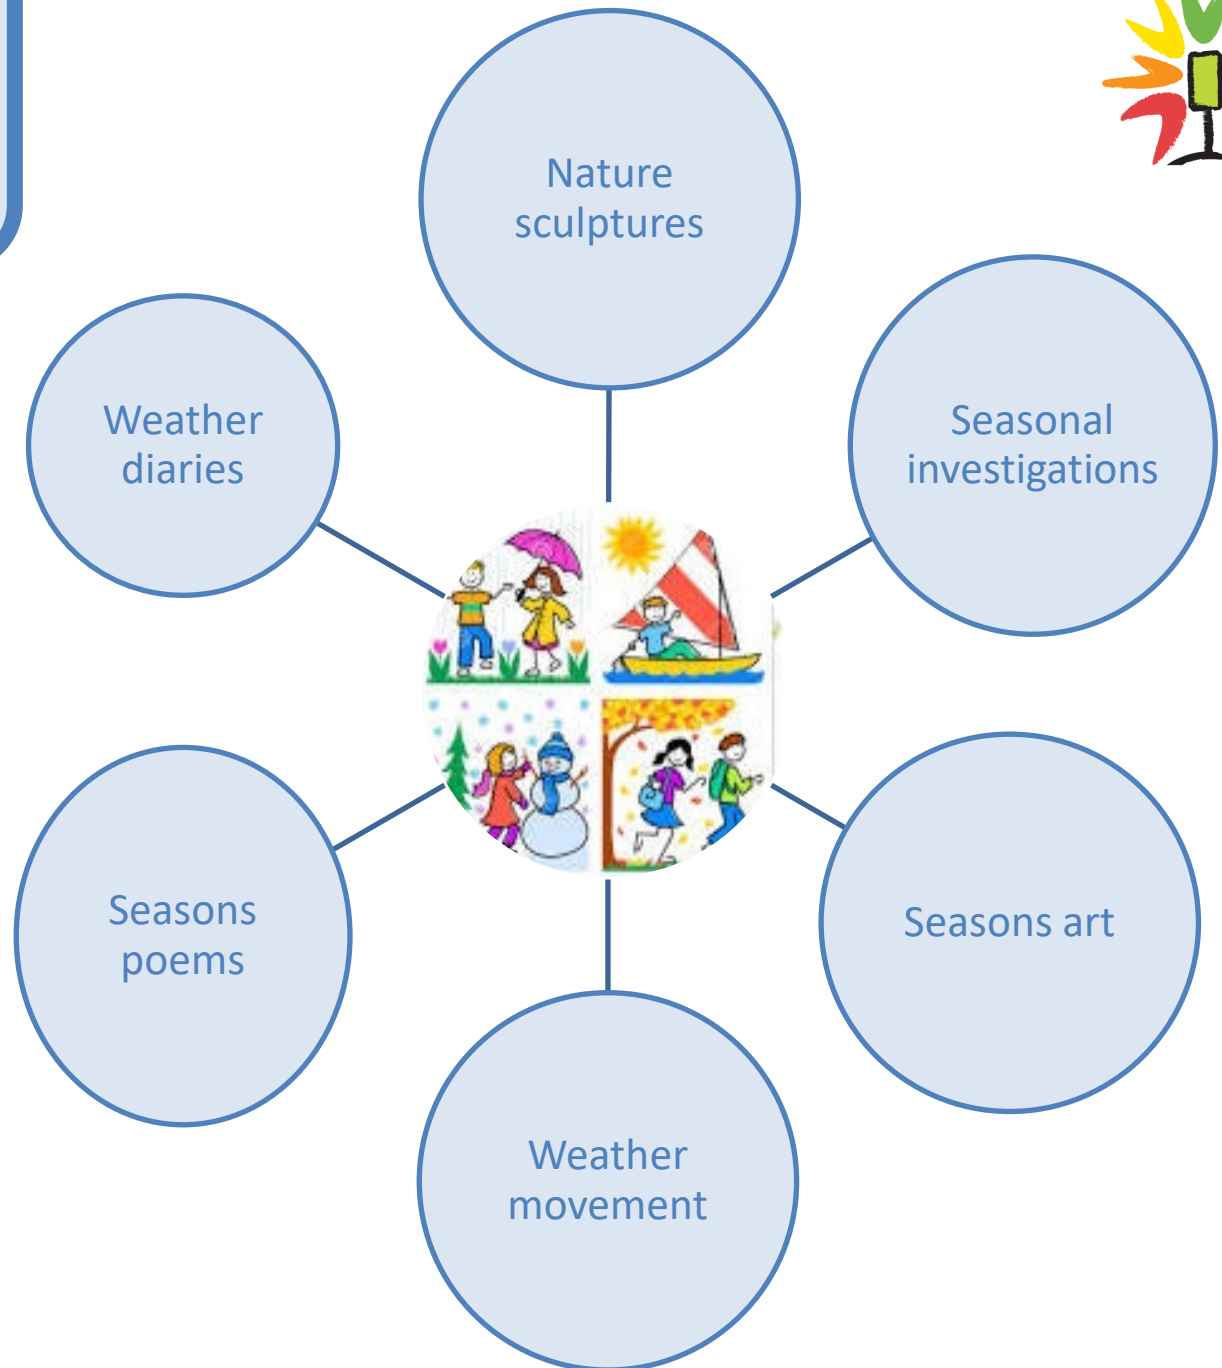 Nature
sculptures
Seasonal
investigations
Seasons art
Weather
movement
Seasons
poems
Weather
diaries